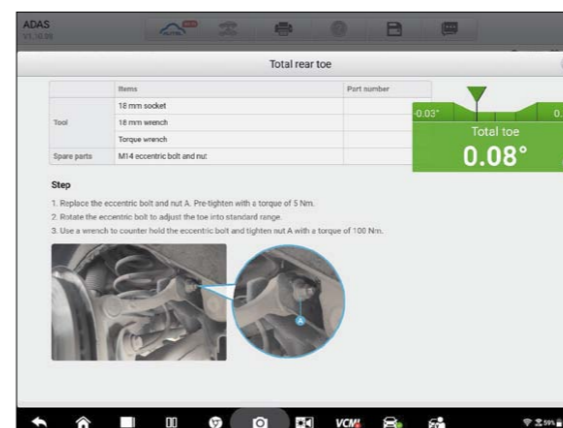 ADAS
Total rear toe
Items
Part number
Tool
18 mm socket
18 mm wrench
Torque wrench
Spare parts
M14 eccentric bolt and nut
-0.03°
0.
Total toe
0.08°
Step
1. Replace the eccentric bolt and nut A. Pre-tighten with a torque of 5 Nm.
2. Rotate the eccentric bolt to adjust the toe into standard range.
3. Use a wrench to counter hold the eccentric bolt and tighten nut A with a torque of 100 Nm.
A
VCMI